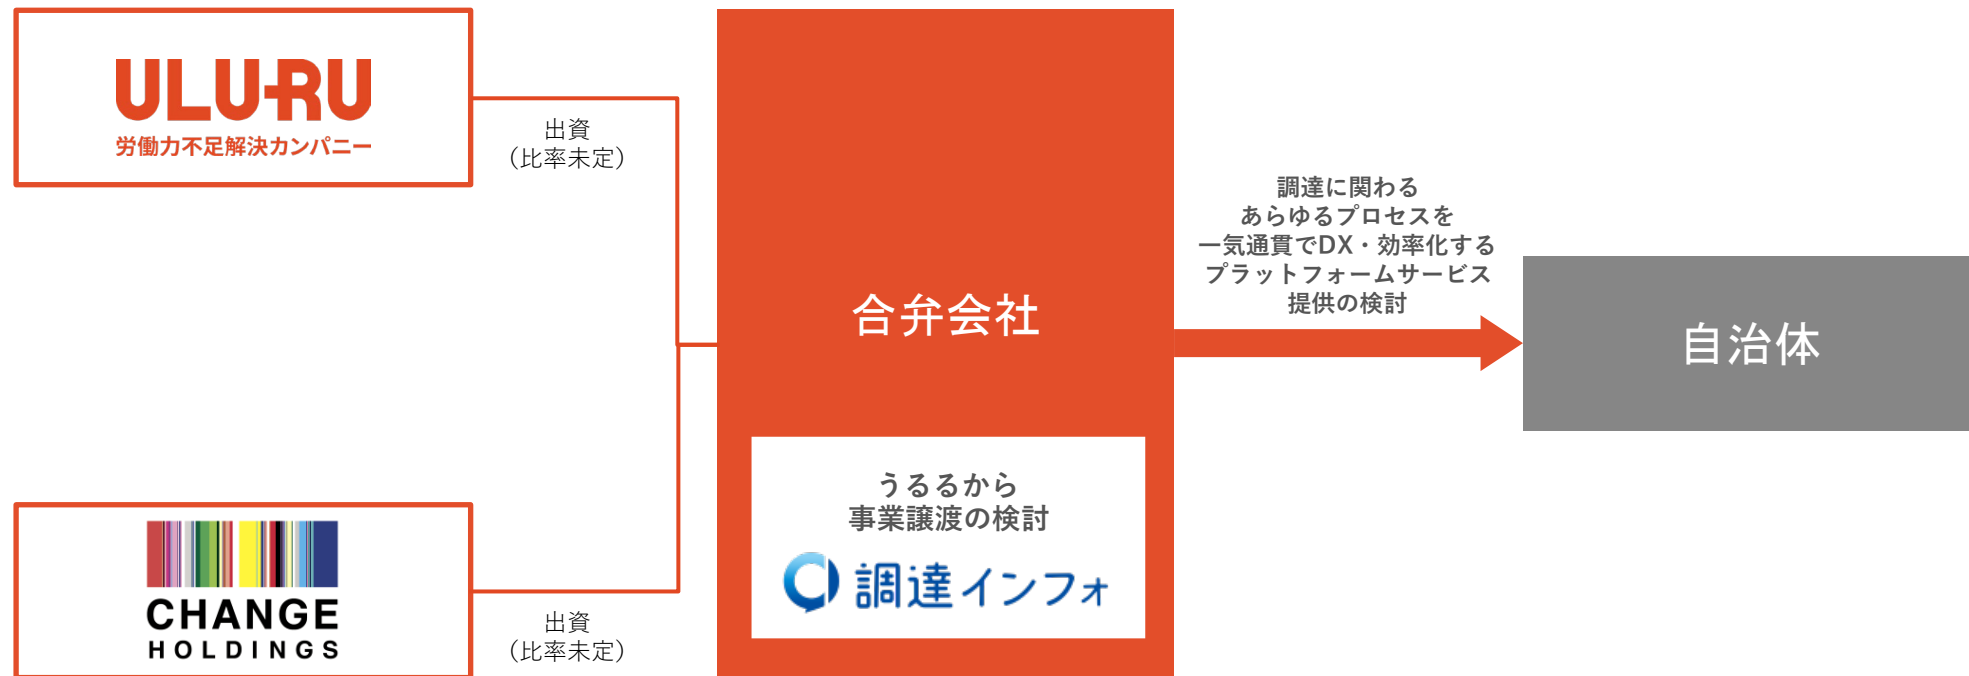 ULURU
労働力不足解決カンパニー
出資
（比率未定）
CHANGE
HOLDINGS
出資
（比率未定）
合弁会社
うるるから
事業譲渡の検討
調達インフォ
調達に関わる
あらゆるプロセスを
一気通貫でDX・効率化する
プラットフォームサービス
提供の検討
自治体